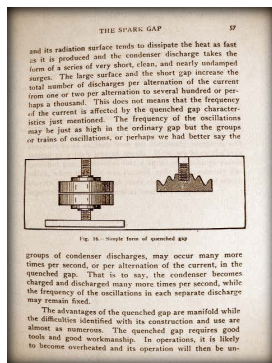 THE SPARK GAP 57
and its radiation surface tends to dissipate the heat as fast
as it is produced and the condenser discharge takes the
form of a series of very short, clean, and nearly undamped
surges. The large surface and the short gap increase the
total number of discharges per alternation of the current
from one or two per alternation to several hundred or per-
haps a thousand. This does not means that the frequency
of the current is affected by the quenched gap character-
istics just mentioned. The frequency of the oscillations
may be just as high in the ordinary gap but the groups
or trains of oscillations, or perhaps we had better say the
Fig. 16.—Simple form of quenched gap
groups of condenser discharges, may occur many more
times per second, or per alternation of the current, in the
quenched gap. That is to say, the condenser becomes
charged and discharged many more times per second, while
the frequency of the oscillations in each separate discharge
may remain fixed.
The advantages of the quenched gap are manifold while
the difficulties identified with its construction and use are
almost as numerous. The quenched gap requires good
tools and good workmanship. In operation, it is likely
to become overheated and its operation will then be un-